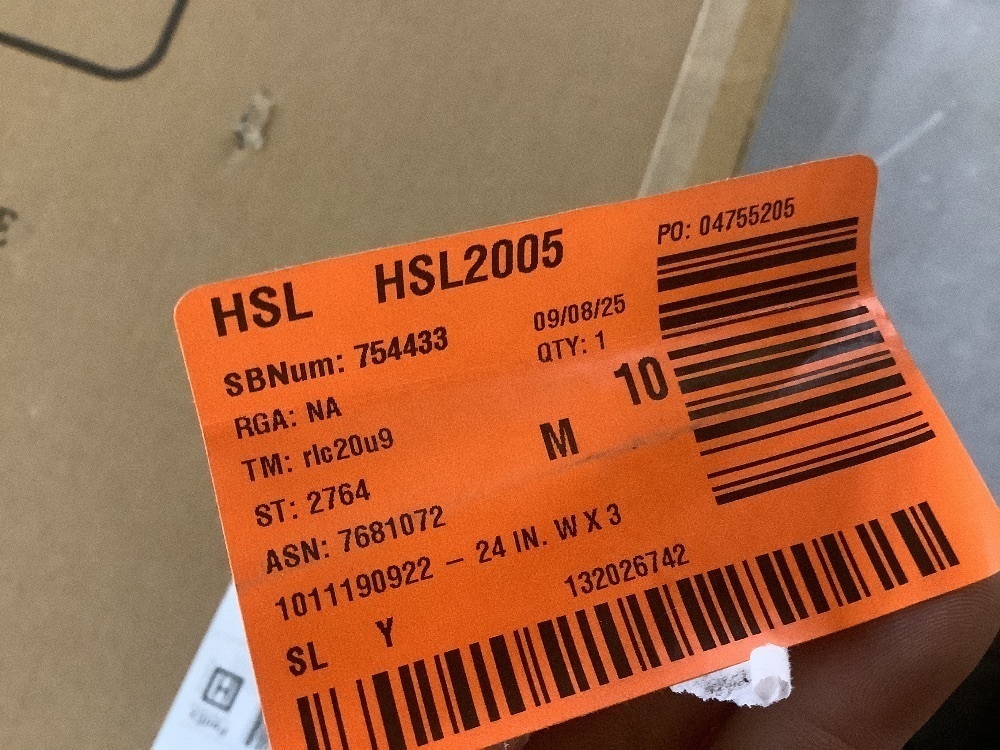 HSL HSL2005
PO: 04755205
SBNum: 754433
09/08/25
RGA: NA
QTY: 1
TM: rlc20u9
10
ST: 2764
M
ASN: 7681072
1011190922 – 24 IN. W X 3
132026742
SL Y
H